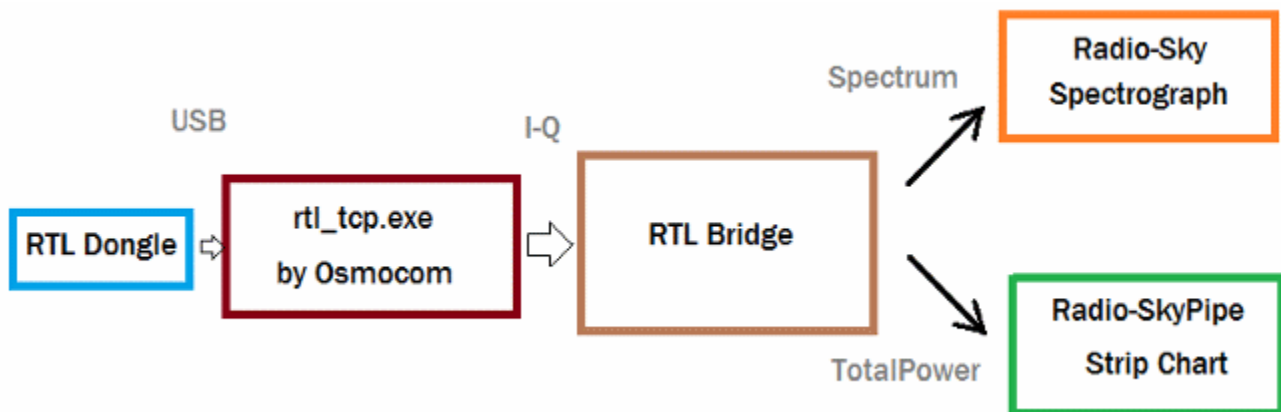 USB
RTL Dongle
rtl_tcp.exe
by Osmocom
I-Q
RTL Bridge
Spectrum
Radio-Sky
Spectrograph
TotalPower
Radio-SkyPipe
Strip Chart